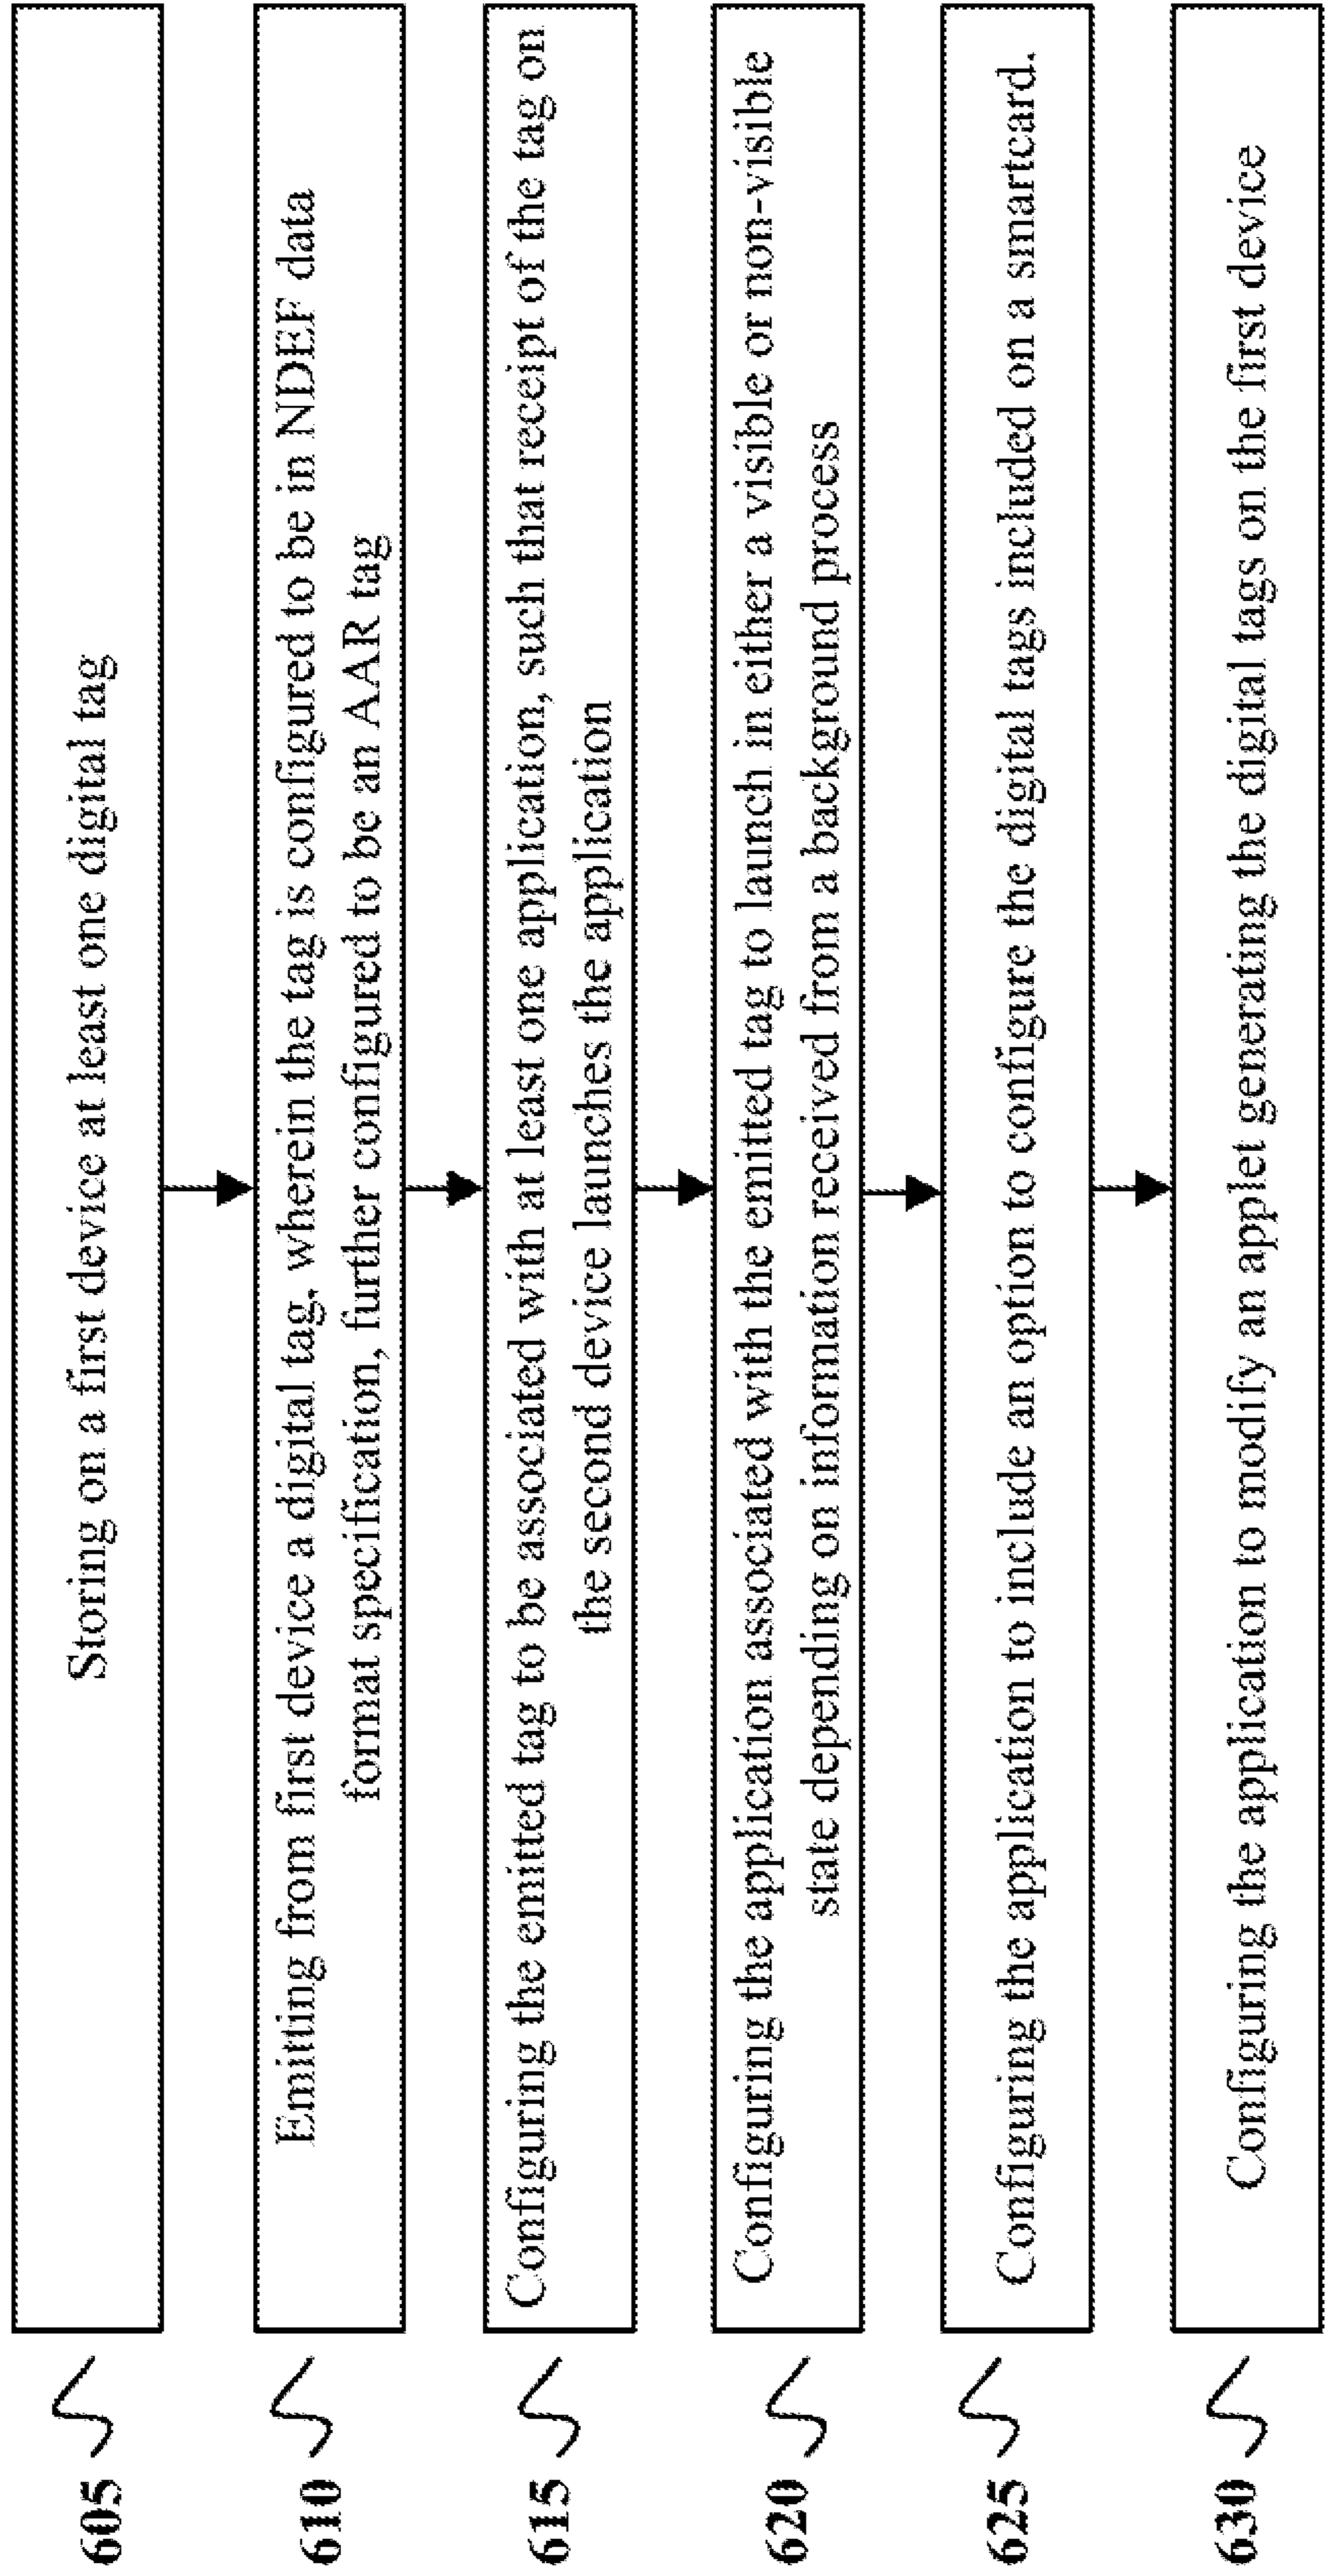 605
Storing on a first device at least one digital tag
610
Emitting from first device a digital tag, wherein the tag is configured to be in NDEF data
format specification, further configured to be an AAR tag
615
Configuring the emitted tag to be associated with at least one application, such that receipt of the tag on
the second device launches the application
620
Configuring the application associated with the emitted tag to launch in either a visible or non-visible
state depending on information received from a background process
625
Configuring the application to include an option to configure the digital tags included on a smartcard.
630
Configuring the application to modify an applet generating the digital tags on the first device